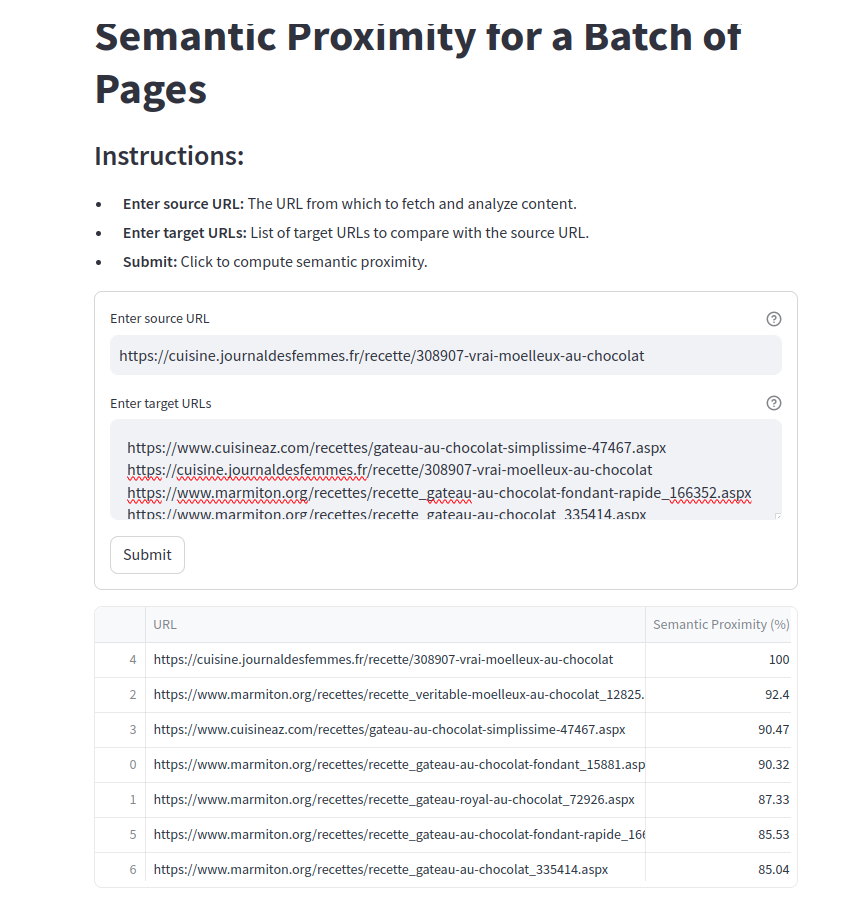 Semantic Proximity for a Batch of
Pages
Instructions:
• Enter source URL: The URL from which to fetch and analyze content.
• Enter target URLs: List of target URLs to compare with the source URL.
• Submit: Click to compute semantic proximity.
Enter source URL
https://cuisine.journaldesfemmes.fr/recette/308907-vrai-moelleux-au-chocolat
Enter target URLs
https://www.cuisineaz.com/recettes/gateau-au-chocolat-simplissime-47467.aspx
https://cuisine.journaldesfemmes.fr/recette/308907-vrai-moelleux-au-chocolat
https://www.marmiton.org/recettes/recette_gateau-au-chocolat-fondant-rapide_166352.aspx
https://www.marmiton.org/recettes/recette_gateau-au-chocolat_335414.aspx
Submit
URL Semantic Proximity (%)
4 https://cuisine.journaldesfemmes.fr/recette/308907-vrai-moelleux-au-chocolat 100
2 https://www.marmiton.org/recettes/recette_veritable-moelleux-au-chocolat_12825. 92.4
3 https://www.cuisineaz.com/recettes/gateau-au-chocolat-simplissime-47467.aspx 90.47
0 https://www.marmiton.org/recettes/recette_gateau-au-chocolat-fondant_15881.asp 90.32
1 https://www.marmiton.org/recettes/recette_gateau-royal-au-chocolat_72926.aspx 87.33
5 https://www.marmiton.org/recettes/recette_gateau-au-chocolat-fondant-rapide_166 85.53
6 https://www.marmiton.org/recettes/recette_gateau-au-chocolat_335414.aspx 85.04